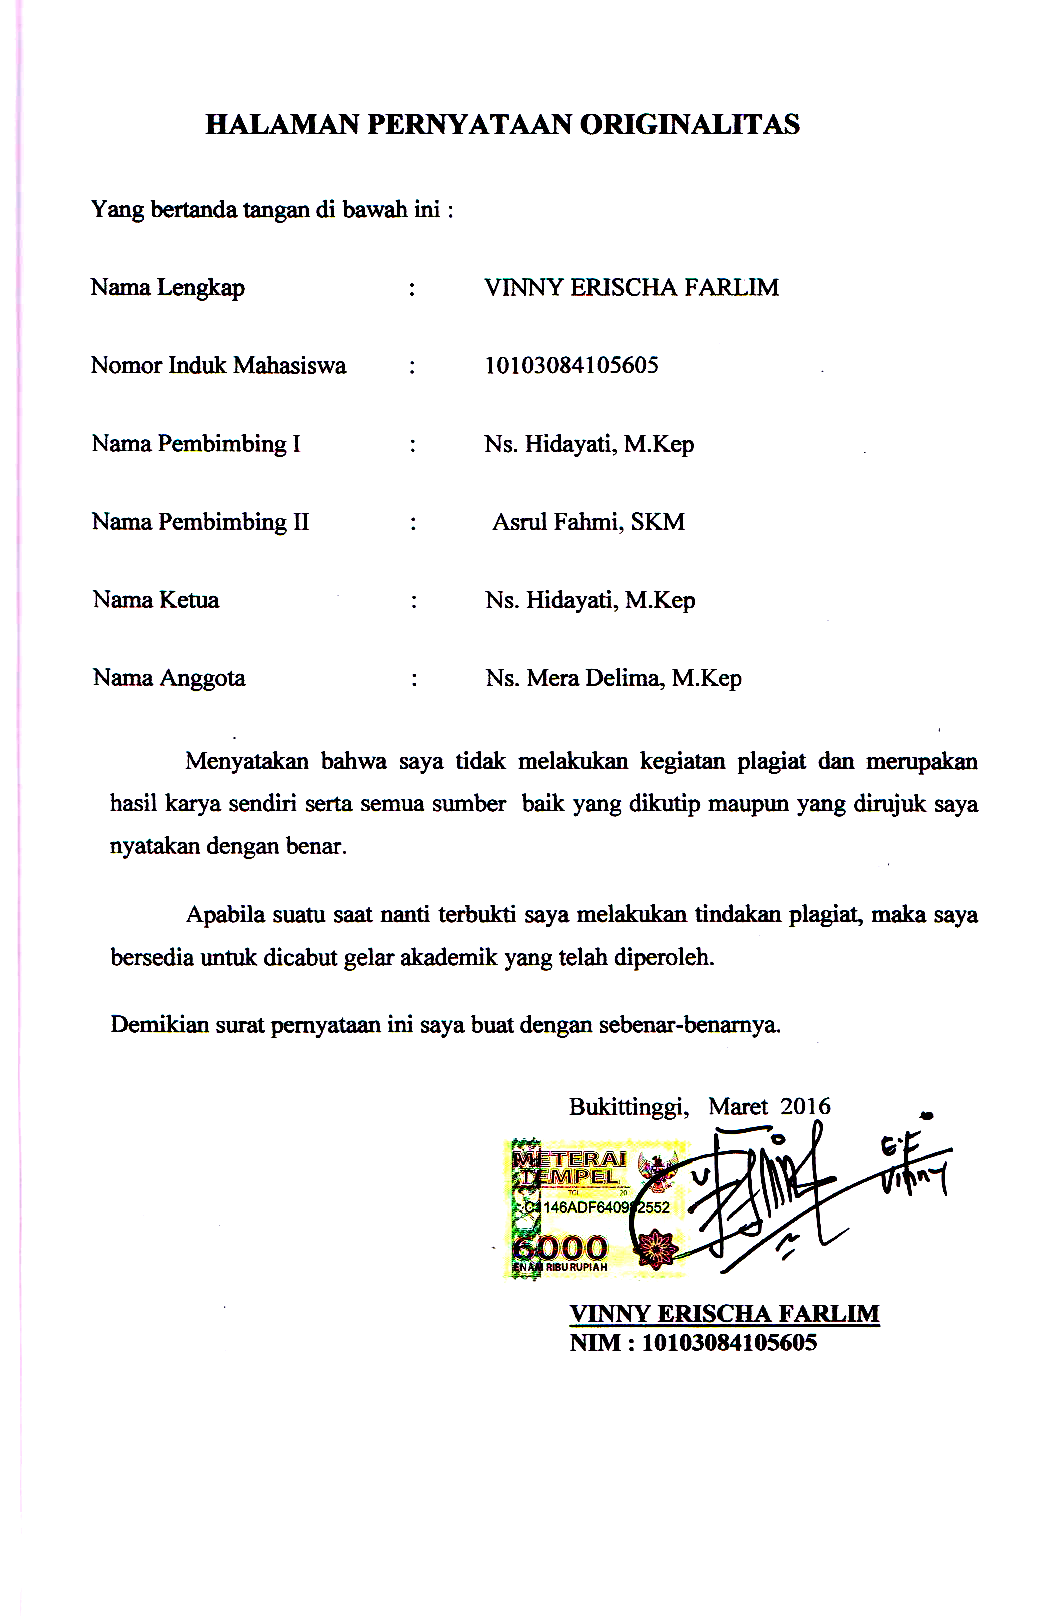 HALAMAN PERNYATAAN ORIGINALITAS
Yang bertanda tangan di bawah ini :
Nama Lengkap : VINNY ERISCHA FARLIM
Nomor Induk Mahasiswa : 10103084105605
Nama Pembimbing I : Ns. Hidayati, M.Kep
Nama Pembimbing II : Asrul Fahmi, SKM
Nama Ketua : Ns. Hidayati, M.Kep
Nama Anggota : Ns. Mera Delima, M.Kep
Menyatakan bahwa saya tidak melakukan kegiatan plagiat dan merupakan
hasil karya sendiri serta semua sumber baik yang dikutip maupun yang dirujuk saya
nyatakan dengan benar.
Apabila suatu saat nanti terbukti saya melakukan tindakan plagiat, maka saya
bersedia untuk dicabut gelar akademik yang telah diperoleh.
Demikian surat pernyataan ini saya buat dengan sebenar-benarnya.
Bukittinggi, Maret 2016
METERAI
TEMPEL
TGL 20
6000
ENAM RIBU RUPIAH
E.F
Vinny
VINNY ERISCHA FARLIM
NIM : 10103084105605